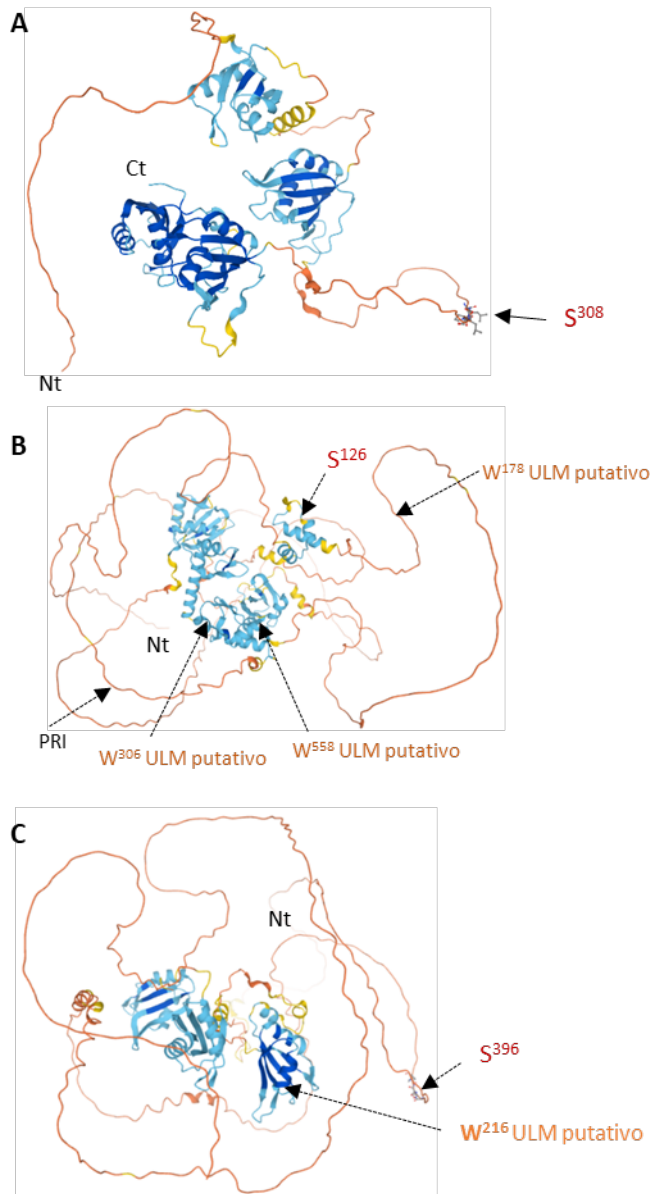 A
Ct
S³⁰⁸
Nt
B
S¹²⁶
W¹⁷⁸ ULM putativo
Nt
PRI
W³⁰⁶ ULM putativo
W⁵⁵⁸ ULM putativo
C
Nt
S³⁹⁶
W²¹⁶ ULM putativo